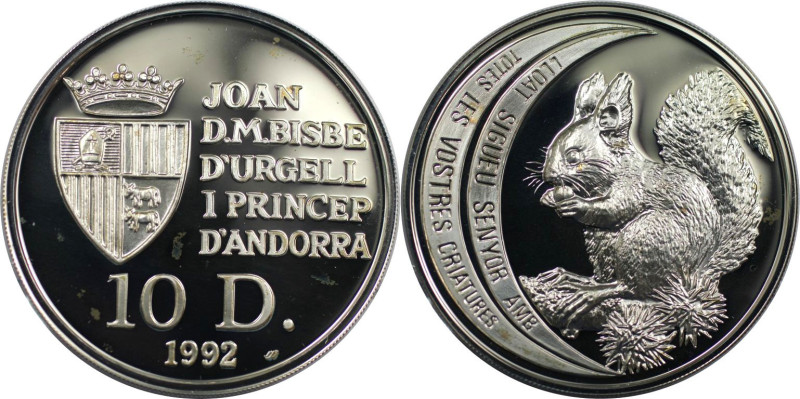 JOAN
D.M.BISBE
D'URGELL
I PRINCEP
D'ANDORRA
10 D.
1992
LLOAT SIGUEU SENYOR AMB
TOTES LES VOSTRES CRIATURES